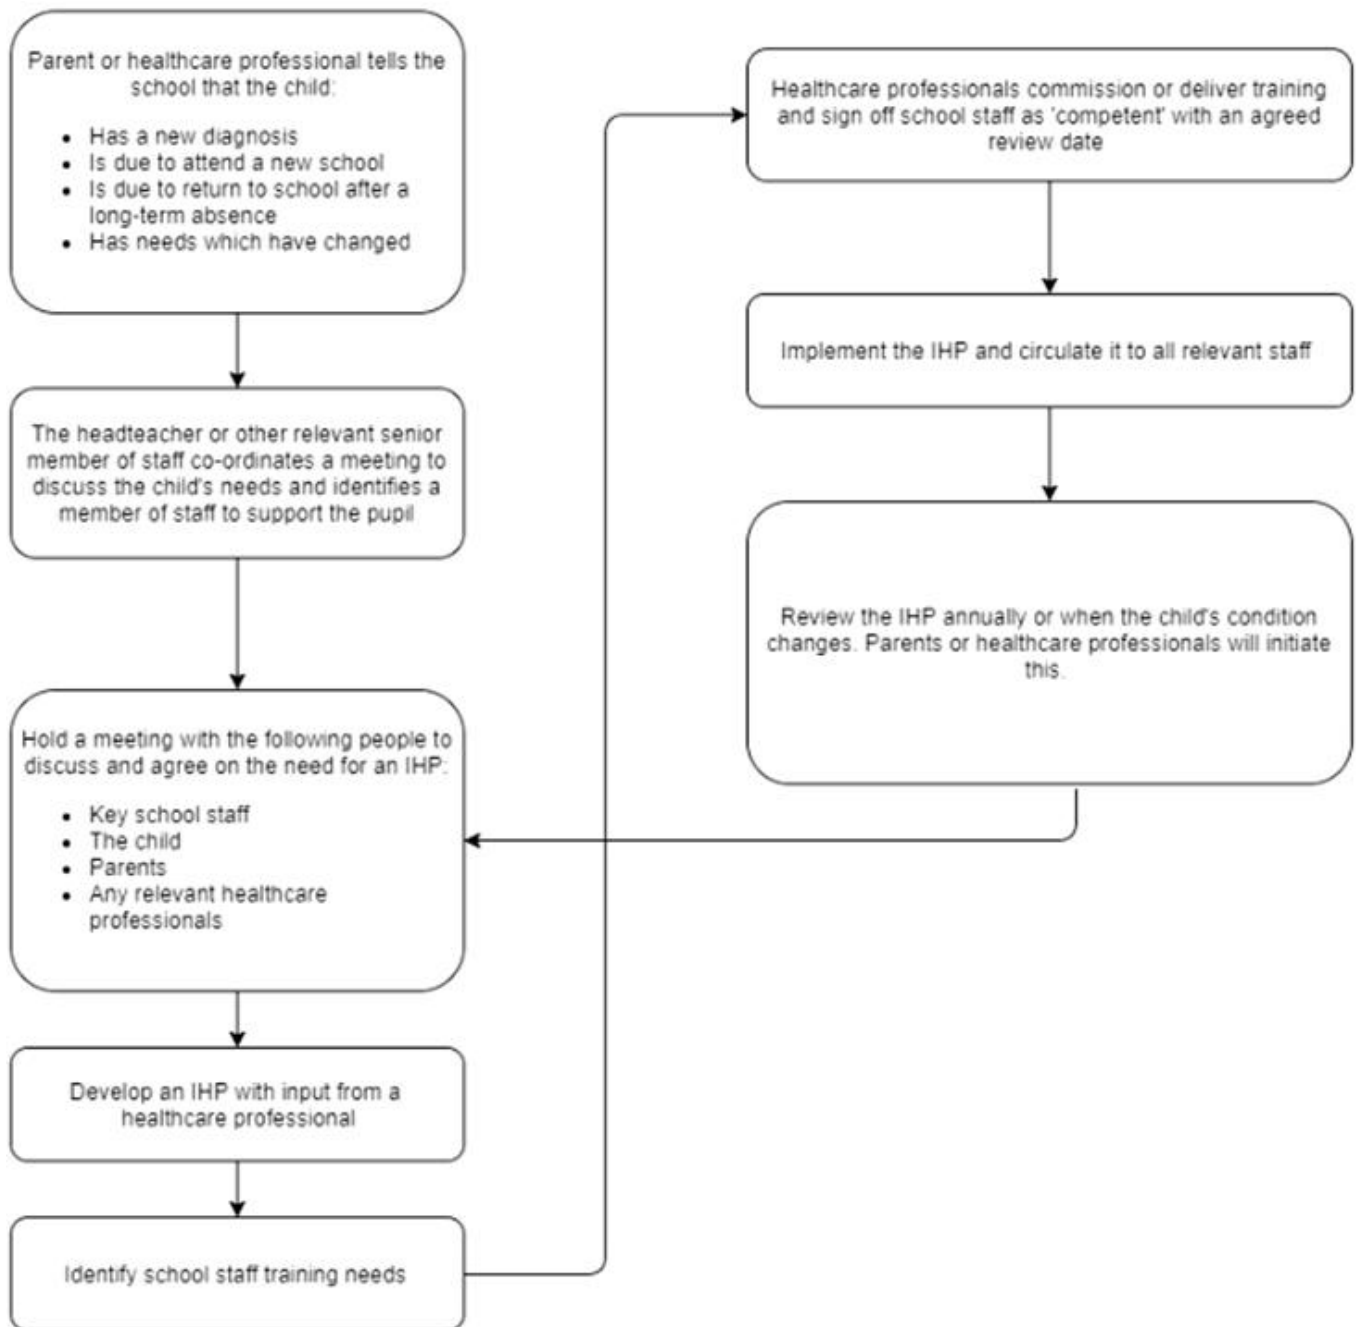 Parent or healthcare professional tells the
school that the child:
• Has a new diagnosis
• Is due to attend a new school
• Is due to return to school after a
long-term absence
• Has needs which have changed
The headteacher or other relevant senior
member of staff co-ordinates a meeting to
discuss the child's needs and identifies a
member of staff to support the pupil
Hold a meeting with the following people to
discuss and agree on the need for an IHP:
• Key school staff
• The child
• Parents
• Any relevant healthcare
professionals
Develop an IHP with input from a
healthcare professional
Identify school staff training needs
Healthcare professionals commission or deliver training
and sign off school staff as 'competent' with an agreed
review date
Implement the IHP and circulate it to all relevant staff
Review the IHP annually or when the child's condition
changes. Parents or healthcare professionals will initiate
this.